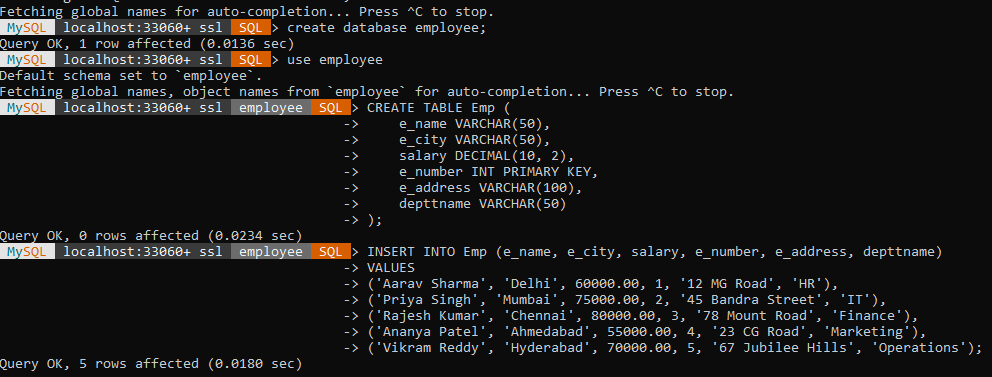 Fetching global names for auto-completion... Press ^C to stop.
MySQL localhost:33060+ ssl SQL > create database employee;
Query OK, 1 row affected (0.0136 sec)
MySQL localhost:33060+ ssl SQL > use employee
Default schema set to `employee`.
Fetching global names, object names from `employee` for auto-completion... Press ^C to stop.
MySQL localhost:33060+ ssl employee SQL > CREATE TABLE Emp (
-> e_name VARCHAR(50),
-> e_city VARCHAR(50),
-> salary DECIMAL(10, 2),
-> e_number INT PRIMARY KEY,
-> e_address VARCHAR(100),
-> depttname VARCHAR(50)
-> );
Query OK, 0 rows affected (0.0234 sec)
MySQL localhost:33060+ ssl employee SQL > INSERT INTO Emp (e_name, e_city, salary, e_number, e_address, depttname)
-> VALUES
-> ('Aarav Sharma', 'Delhi', 60000.00, 1, '12 MG Road', 'HR'),
-> ('Priya Singh', 'Mumbai', 75000.00, 2, '45 Bandra Street', 'IT'),
-> ('Rajesh Kumar', 'Chennai', 80000.00, 3, '78 Mount Road', 'Finance'),
-> ('Ananya Patel', 'Ahmedabad', 55000.00, 4, '23 CG Road', 'Marketing'),
-> ('Vikram Reddy', 'Hyderabad', 70000.00, 5, '67 Jubilee Hills', 'Operations');
Query OK, 5 rows affected (0.0180 sec)